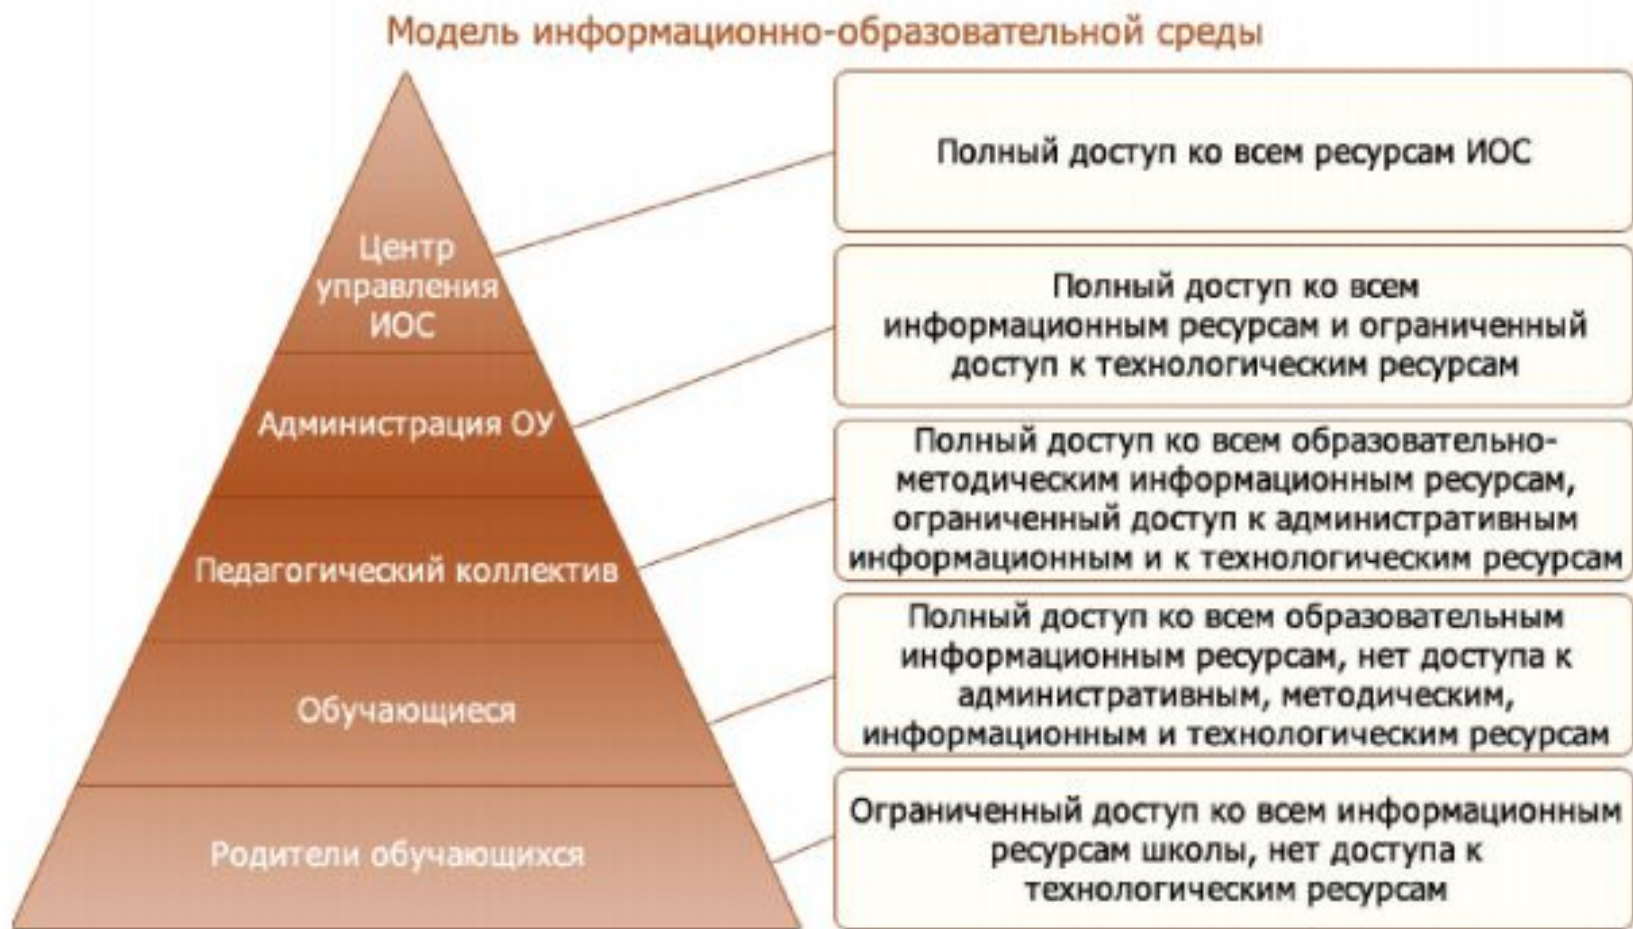 Модель информационно-образовательной среды
Центр
управления
ИОС
Полный доступ ко всем ресурсам ИОС
Администрация ОУ
Полный доступ ко всем
информационным ресурсам и ограниченный
доступ к технологическим ресурсам
Педагогический коллектив
Полный доступ ко всем образовательно-
методическим информационным ресурсам,
ограниченный доступ к административным
информационным и к технологическим ресурсам
Обучающиеся
Полный доступ ко всем образовательным
информационным ресурсам, нет доступа к
административным, методическим,
информационным и технологическим ресурсам
Родители обучающихся
Ограниченный доступ ко всем информационным
ресурсам школы, нет доступа к
технологическим ресурсам